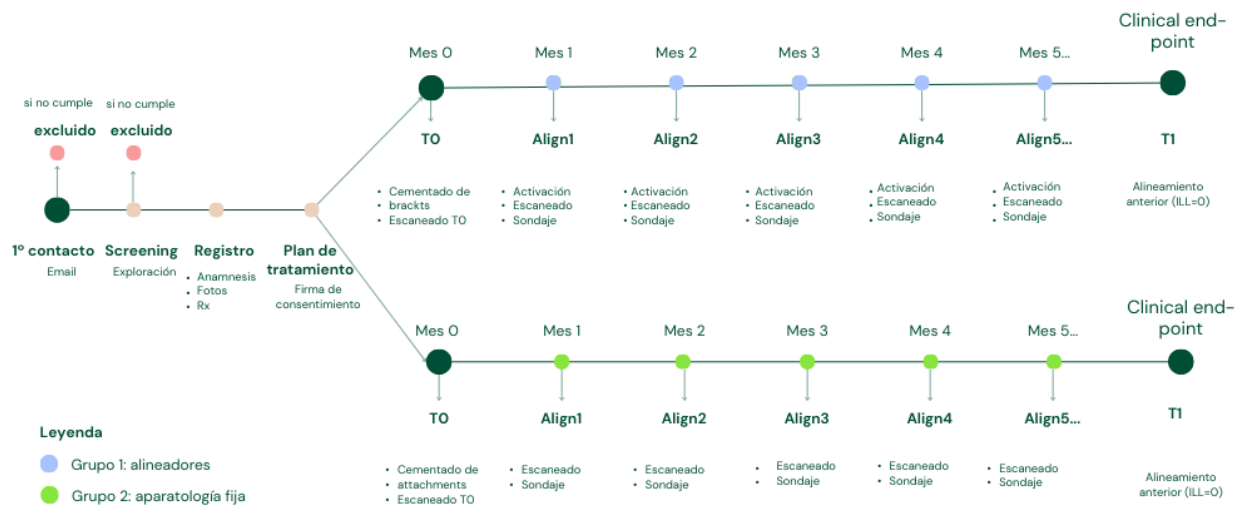 Clinical end-
point
Mes 0
Mes 1
Mes 2
Mes 3
Mes 4
Mes 5...
si no cumple
si no cumple
excluido
excluido
T0
Align1
Align2
Align3
Align4
Align5...
T1
• Cementado de
• brackts
• Escaneado T0
• Activación
• Escaneado
• Sondaje
• Activación
• Escaneado
• Sondaje
• Activación
• Escaneado
• Sondaje
• Activación
• Escaneado
• Sondaje
• Activación
• Escaneado
• Sondaje
Alineamiento
anterior (ILL=0)
1º contacto
Email
Screening
Exploración
Registro
• Anamnesis
• Fotos
• Rx
Plan de
tratamiento
Firma de
consentimiento
Clinical end-
point
Mes 0
Mes 1
Mes 2
Mes 3
Mes 4
Mes 5...
T0
Align1
Align2
Align3
Align4
Align5...
T1
• Cementado de
• attachments
• Escaneado T0
• Escaneado
• Sondaje
• Escaneado
• Sondaje
• Escaneado
• Sondaje
• Escaneado
• Sondaje
• Escaneado
• Sondaje
Alineamiento
anterior (ILL=0)
Leyenda
Grupo 1: alineadores
Grupo 2: aparatología fija